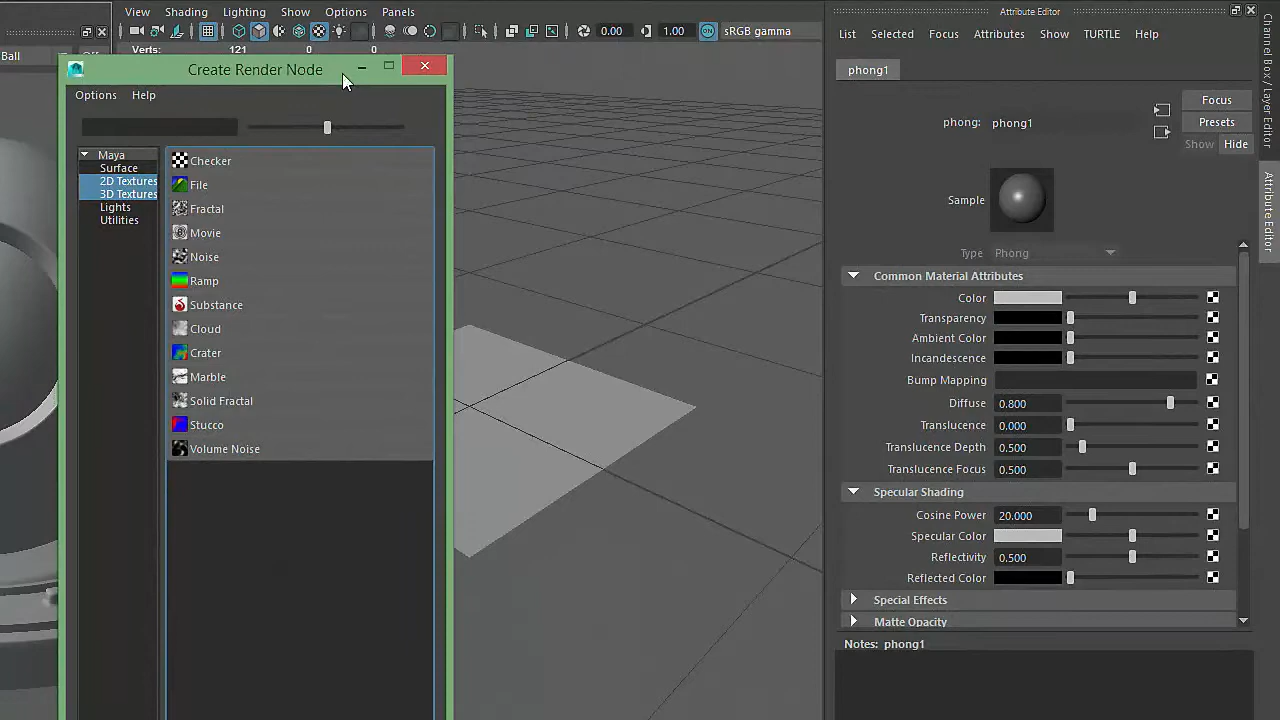 View Shading Lighting Show Options Panels
Attribute Editor
List Selected Focus Attributes Show TURTLE Help
0.00 1.00 ON sRGB gamma
Verts: 121 0 0
Ball
Create Render Node
Options Help
Maya
Surface
2D Textures
3D Textures
Lights
Utilities
Checker
File
Fractal
Movie
Noise
Ramp
Substance
Cloud
Crater
Marble
Solid Fractal
Stucco
Volume Noise
phong1
phong: phong1
Focus
Presets
Show Hide
Sample
Type Phong
Common Material Attributes
Color
Transparency
Ambient Color
Incandescence
Bump Mapping
Diffuse 0.800
Translucence 0.000
Translucence Depth 0.500
Translucence Focus 0.500
Specular Shading
Cosine Power 20.000
Specular Color
Reflectivity 0.500
Reflected Color
Special Effects
Matte Opacity
Notes: phong1
Channel Box / Layer Editor
Attribute Editor